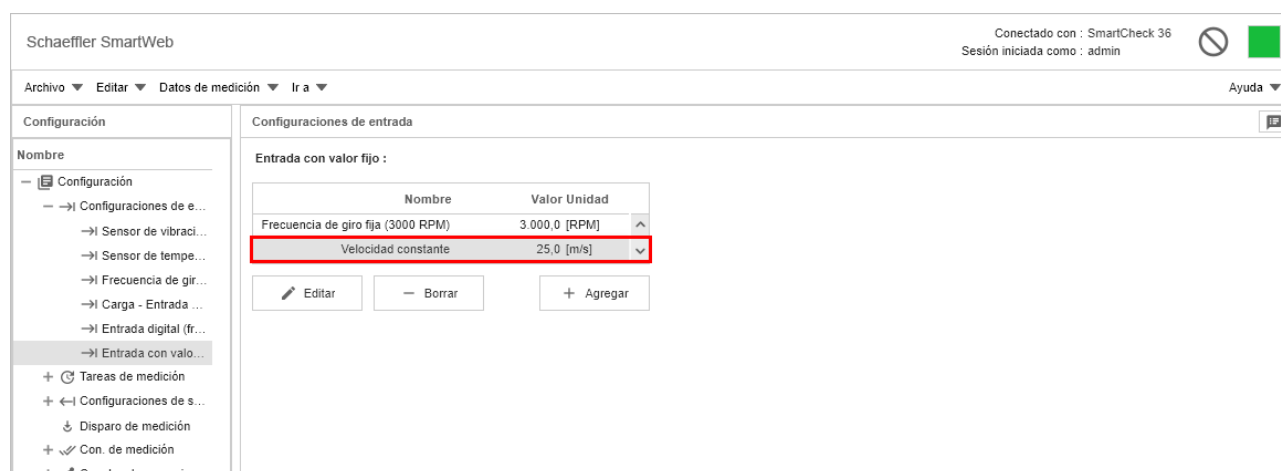 Schaeffler SmartWeb
Conectado con : SmartCheck 36
Sesión iniciada como : admin
Archivo Editar Datos de medición Ir a Ayuda
Configuración
Configuraciones de entrada
Nombre
Configuración
Configuraciones de e...
Sensor de vibraci...
Sensor de tempe...
Frecuencia de gir...
Carga - Entrada ...
Entrada digital (fr...
Entrada con valo...
Tareas de medición
Configuraciones de s...
Disparo de medición
Con. de medición
Entrada con valor fijo :
Nombre Valor Unidad
Frecuencia de giro fija (3000 RPM) 3.000,0 [RPM]
Velocidad constante 25,0 [m/s]
Editar Borrar Agregar